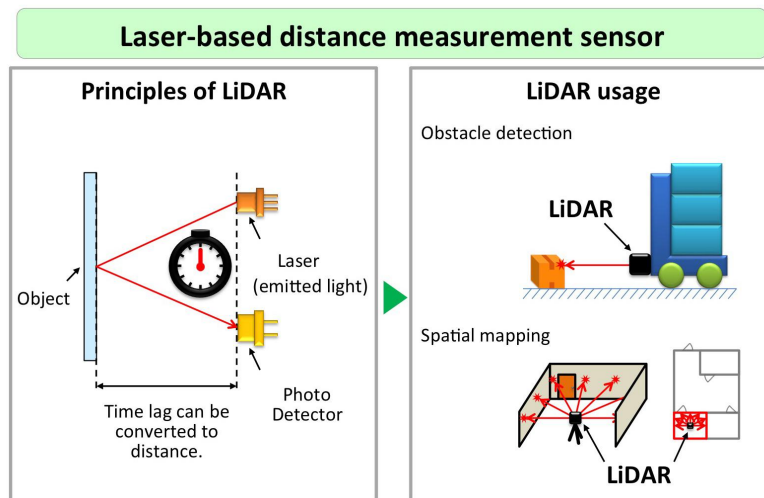 Laser-based distance measurement sensor
Principles of LiDAR
Object
Laser
(emitted light)
Photo
Detector
Time lag can be
converted to
distance.
LiDAR usage
Obstacle detection
LiDAR
Spatial mapping
LiDAR